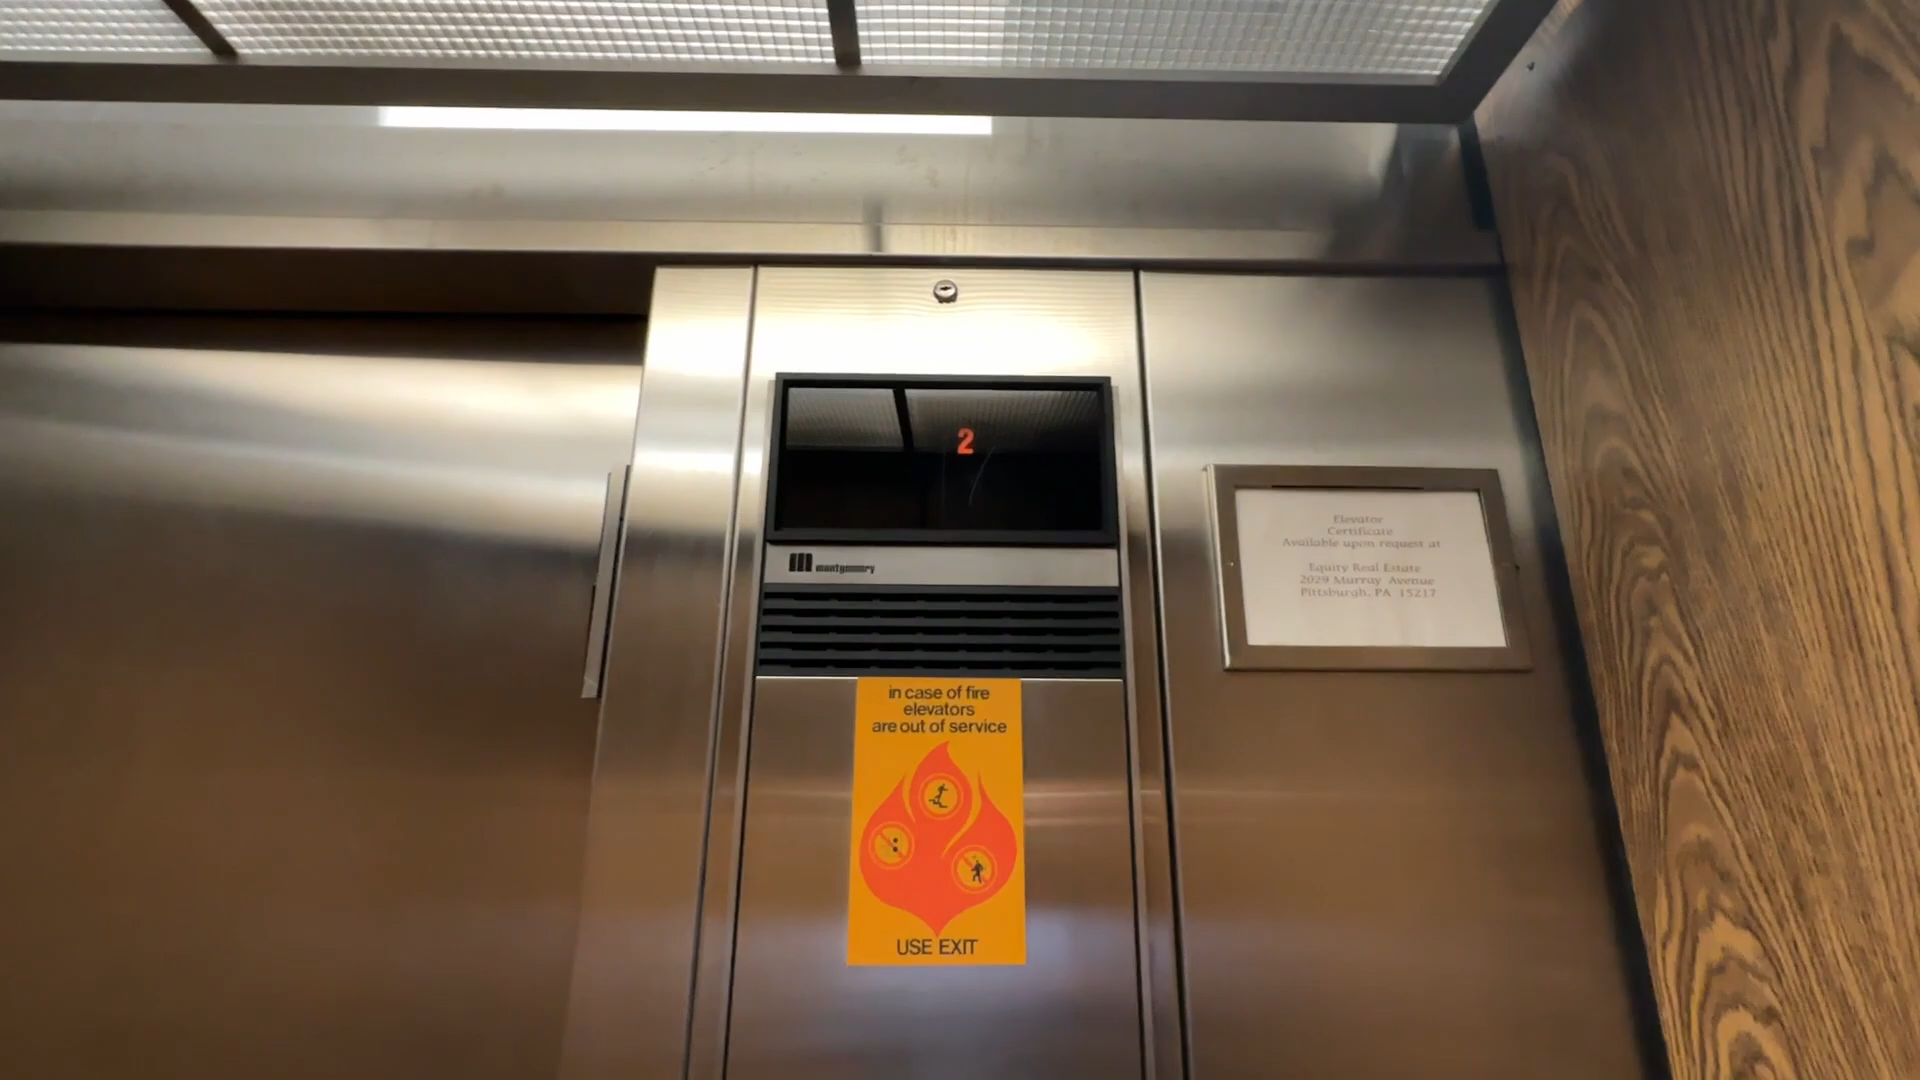 2
montgomery
Elevator
Certificate
Available upon request at
Equity Real Estate
2029 Murray Avenue
Pittsburgh, PA 15217
in case of fire
elevators
are out of service
USE EXIT